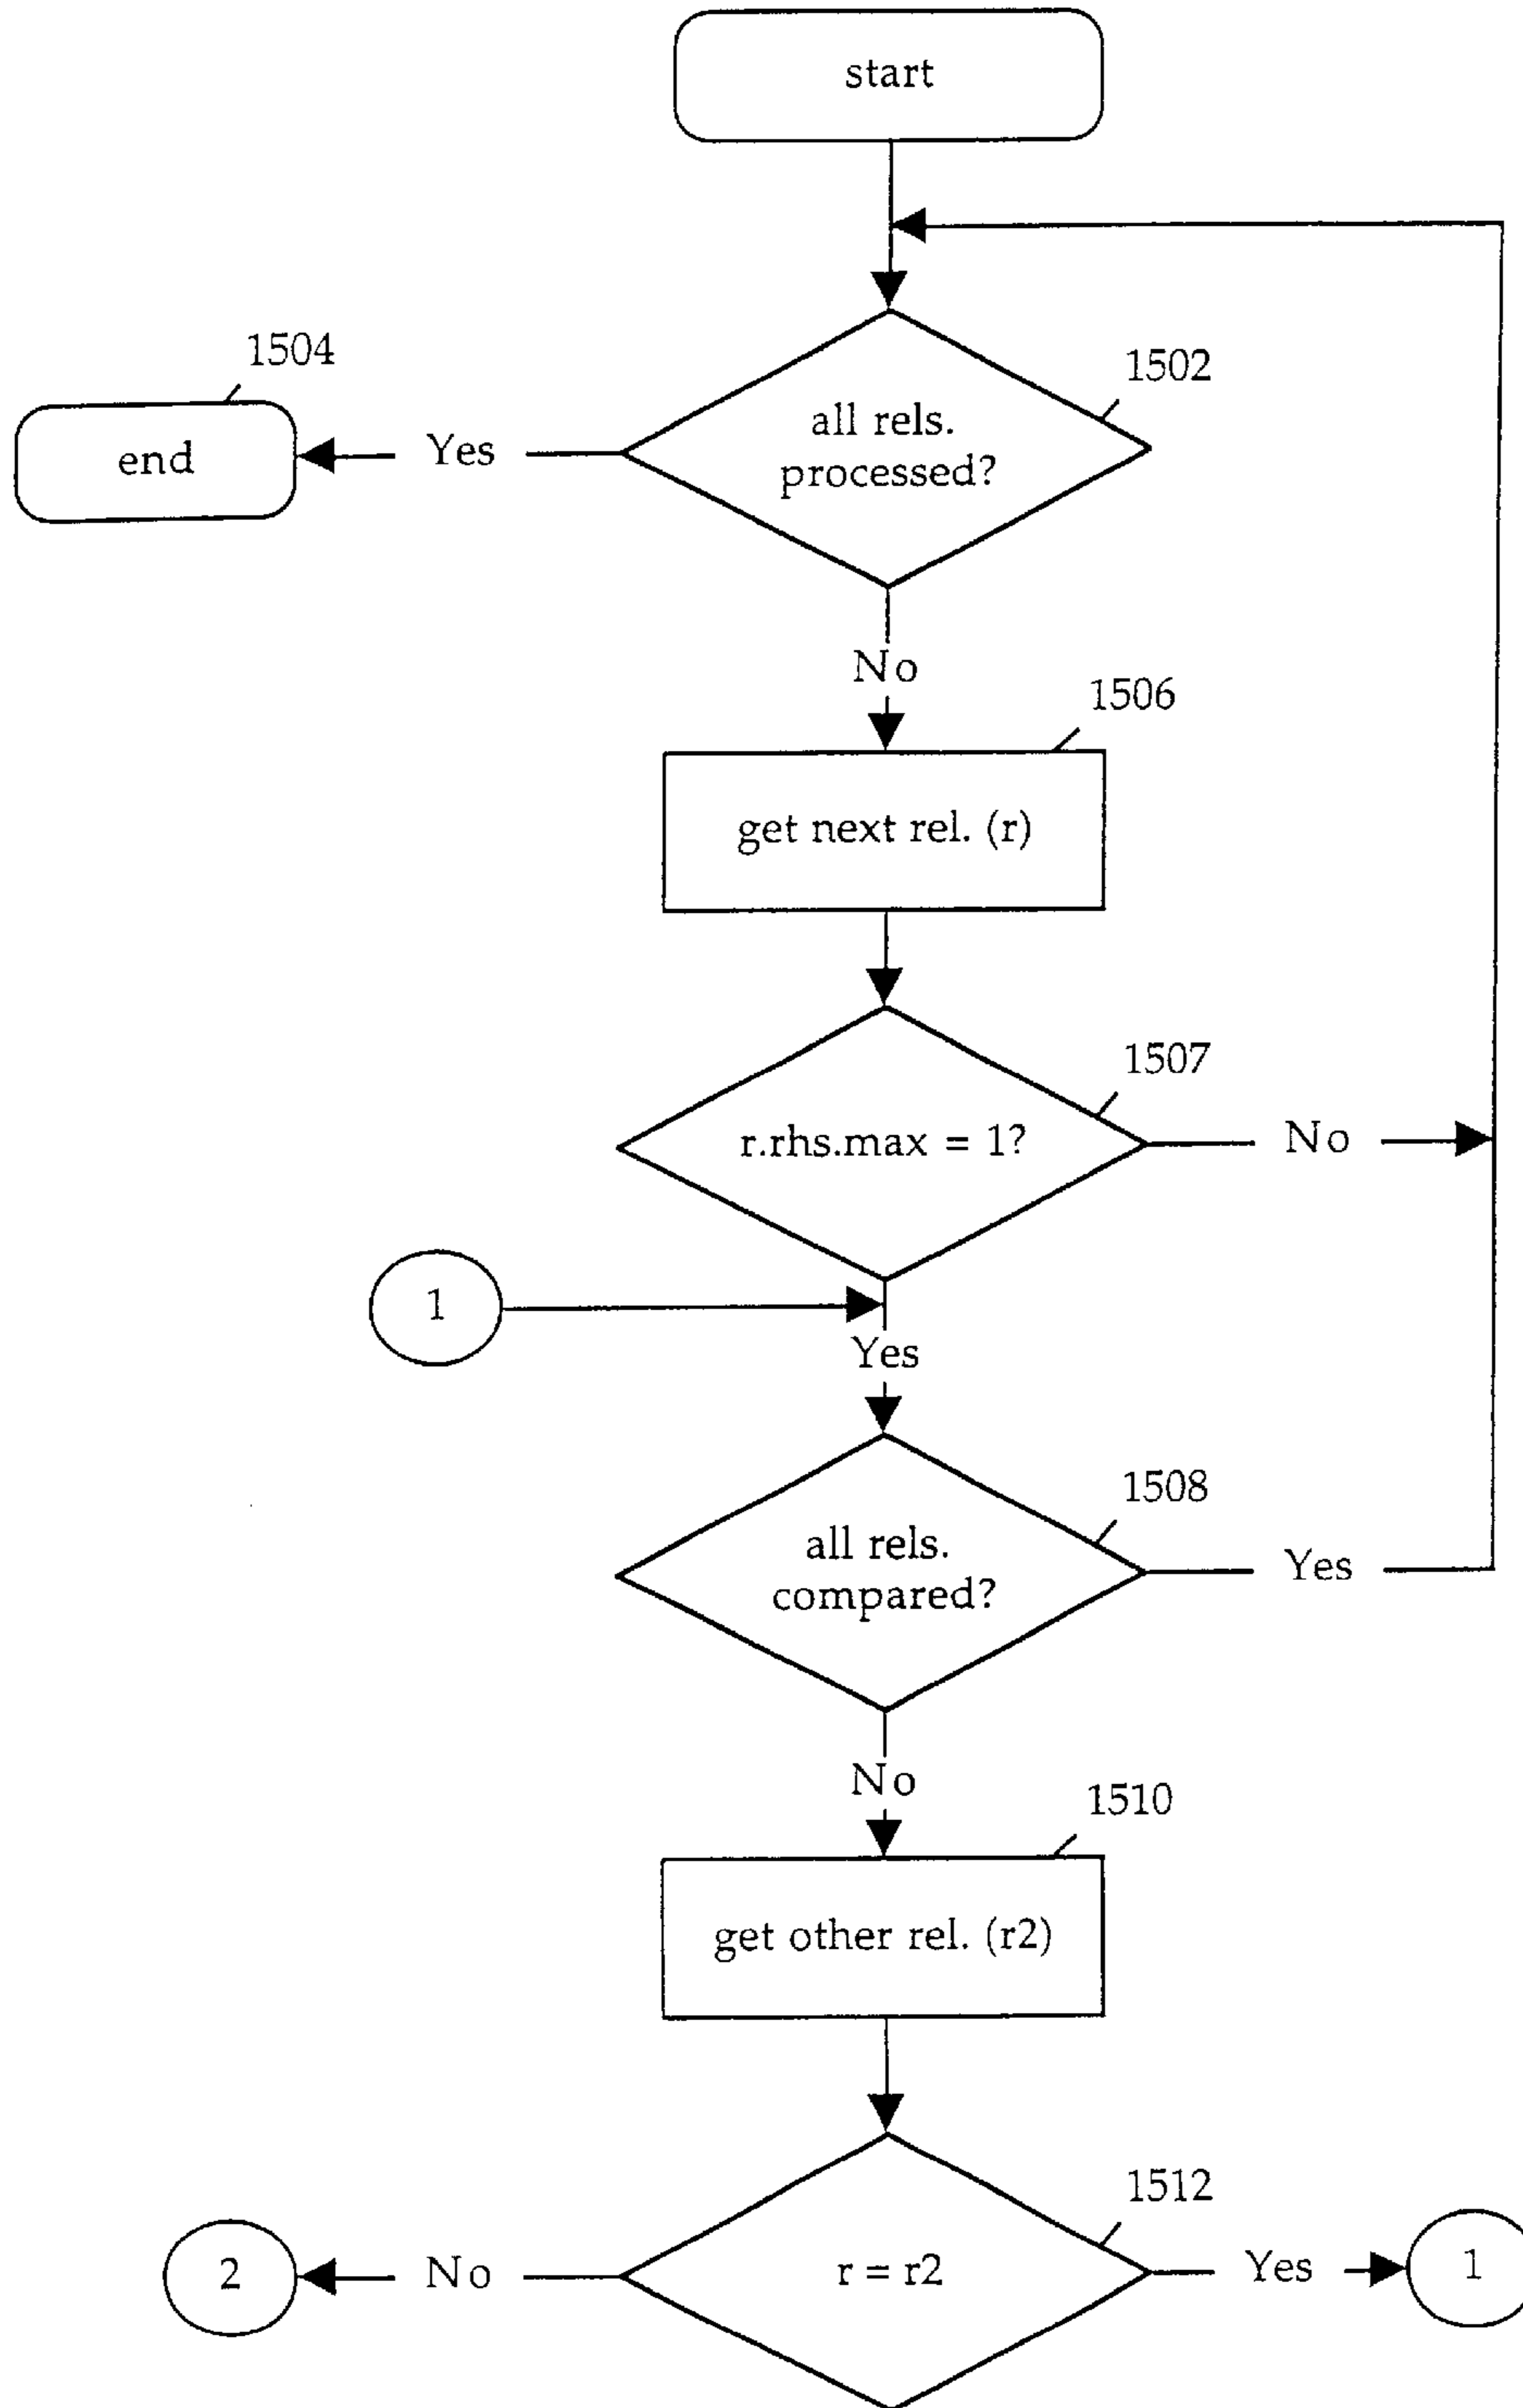 start
1504
1502
end
Yes
all rels.
processed?
No
1506
get next rel. (r)
1507
r.rhs.max = 1?
No
1
Yes
1508
all rels.
compared?
Yes
No
1510
get other rel. (r2)
1512
2
No
r = r2
Yes
1